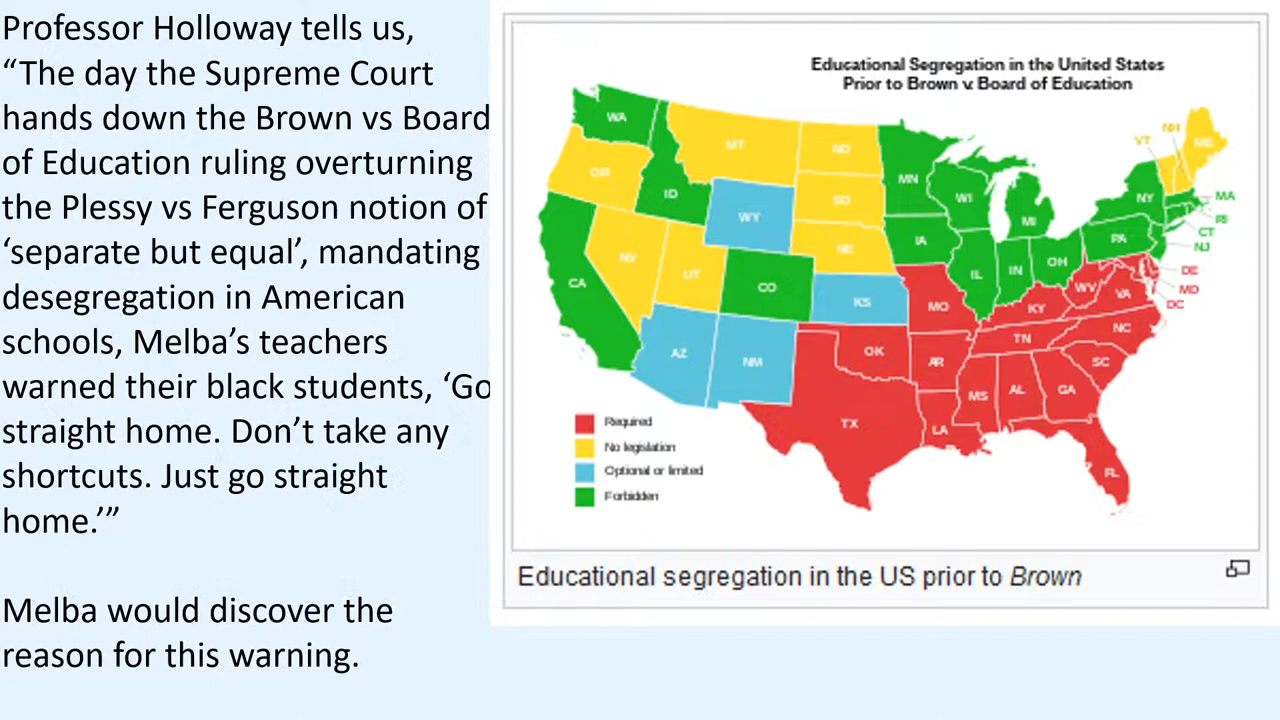 Professor Holloway tells us,
“The day the Supreme Court
hands down the Brown vs Board
of Education ruling overturning
the Plessy vs Ferguson notion of
‘separate but equal’, mandating
desegregation in American
schools, Melba’s teachers
warned their black students, ‘Go
straight home. Don’t take any
shortcuts. Just go straight
home.’”
Melba would discover the
reason for this warning.
Educational Segregation in the United States
Prior to Brown v. Board of Education
WA
MT
ND
OR
ID
SD
WY
NE
NV
UT
CA
CO
KS
AZ
NM
OK
TX
MN
WI
MI
IA
IL
IN
OH
MO
KY
WV
VA
TN
NC
AR
SC
MS
AL
GA
LA
FL
PA
NY
VT
NH
ME
MA
RI
CT
NJ
DE
MD
DC
Required
No legislation
Optional or limited
Forbidden
Educational segregation in the US prior to Brown